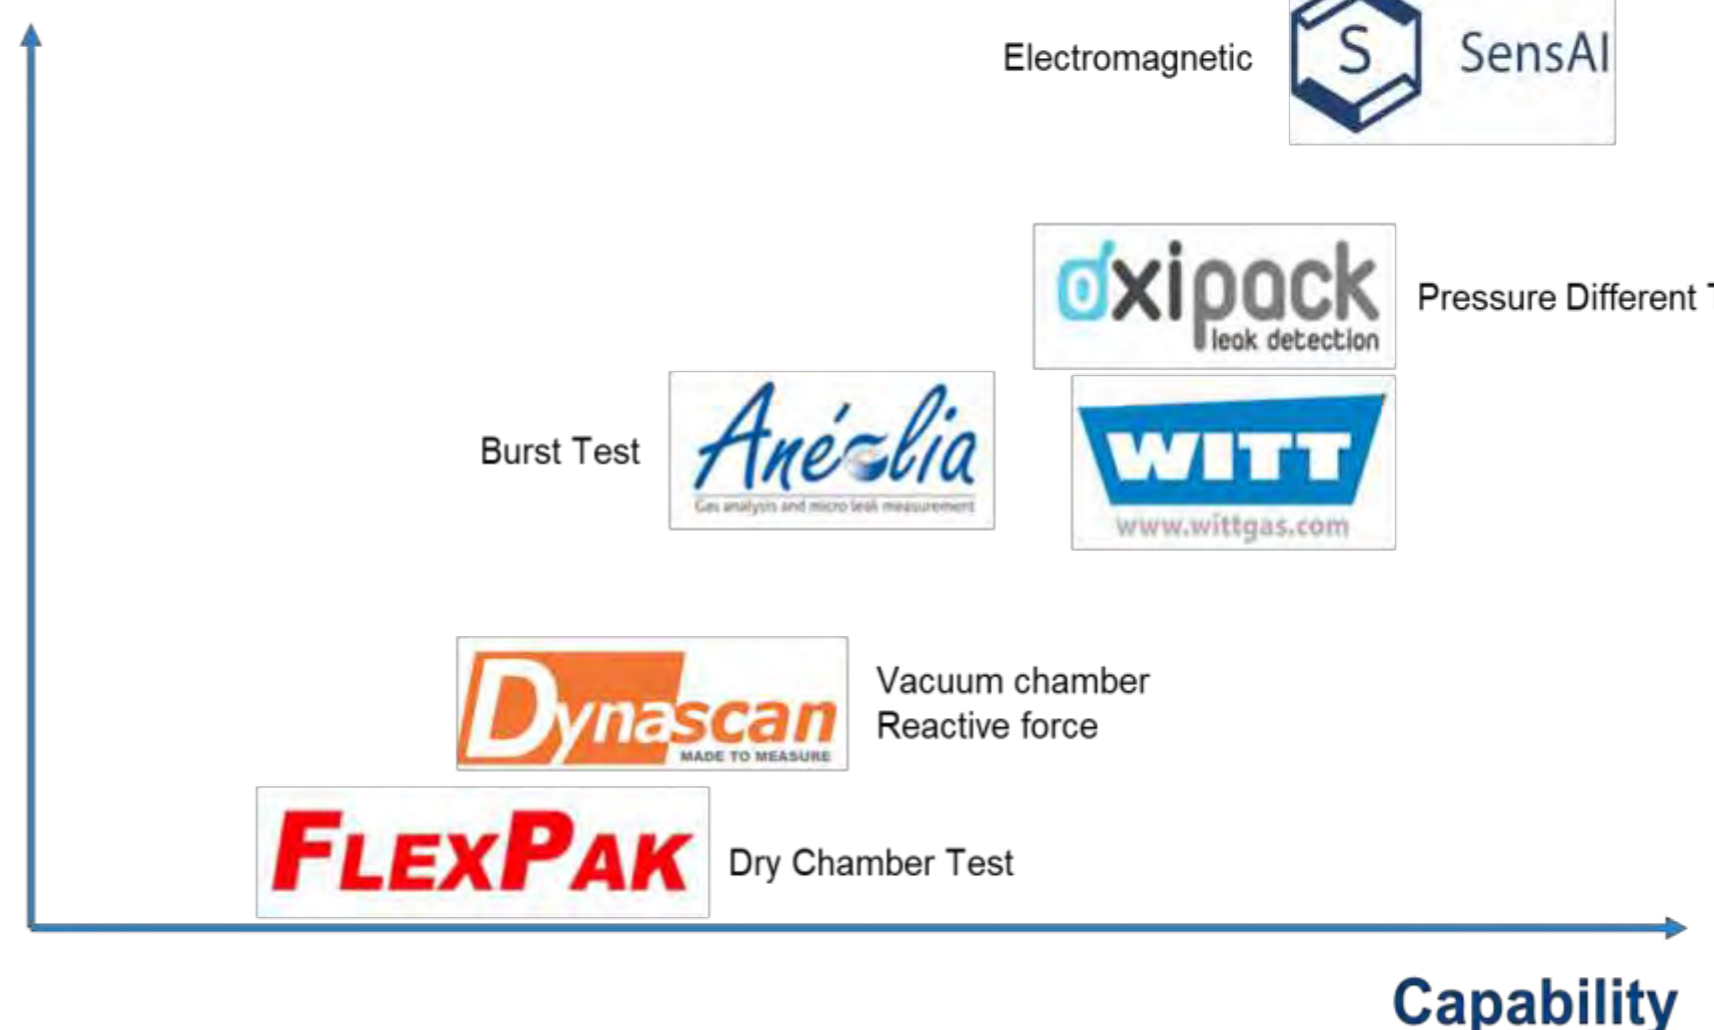 Electromagnetic
S
SensAI
oxipack
leak detection
Pressure Different T
Burst Test
Anéolia
Gas analysis and micro leak measurement
WITT
www.wittgas.com
Dynascan
MADE TO MEASURE
Vacuum chamber
Reactive force
FLEXPAK
Dry Chamber Test
Capability